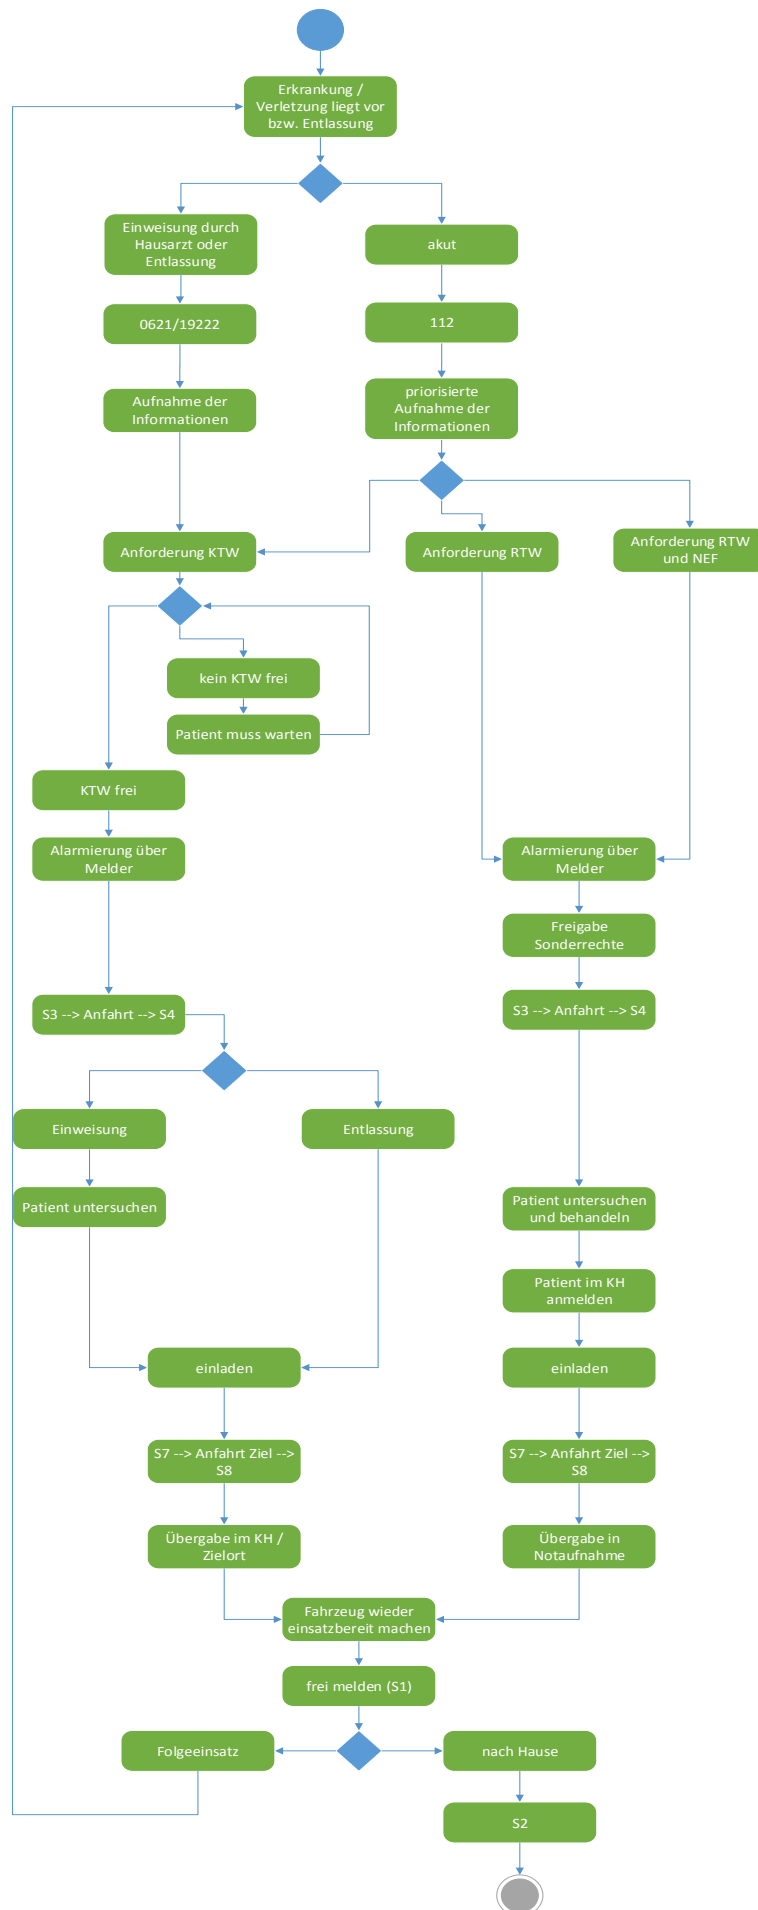 Erkrankung /
Verletzung liegt vor
bzw. Entlassung
Einweisung durch
Hausarzt oder
Entlassung
akut
0621/19222
112
Aufnahme der
Informationen
priorisierte
Aufnahme der
Informationen
Anforderung KTW
Anforderung RTW
Anforderung RTW
und NEF
kein KTW frei
Patient muss warten
KTW frei
Alarmierung über
Melder
Alarmierung über
Melder
Freigabe
Sonderrechte
S3 --> Anfahrt --> S4
S3 --> Anfahrt --> S4
Einweisung
Entlassung
Patient untersuchen
Patient untersuchen
und behandeln
Patient im KH
anmelden
einladen
einladen
S7 --> Anfahrt Ziel -->
S8
S7 --> Anfahrt Ziel -->
S8
Übergabe im KH /
Zielort
Übergabe in
Notaufnahme
Fahrzeug wieder
einsatzbereit machen
frei melden (S1)
Folgeeinsatz
nach Hause
S2